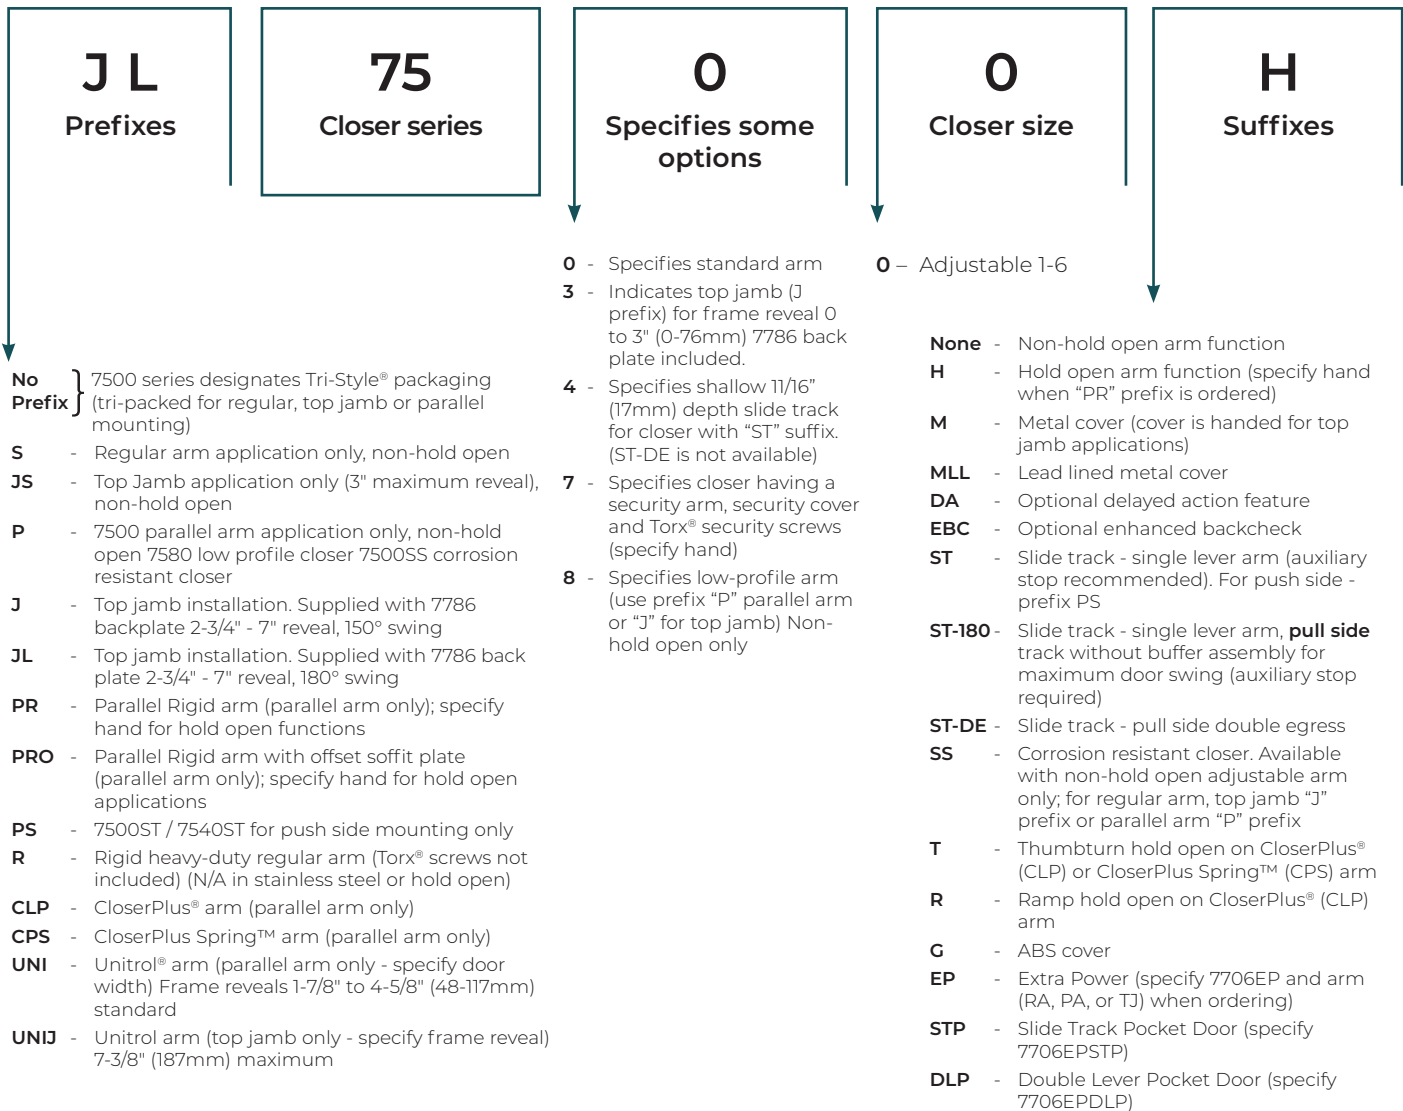 J L
Prefixes
75
Closer series
0
Specifies some
options
0
Closer size
H
Suffixes
No
Prefix
7500 series designates Tri-Style® packaging
(tri-packed for regular, top jamb or parallel
mounting)
S - Regular arm application only, non-hold open
JS - Top Jamb application only (3" maximum reveal),
non-hold open
P - 7500 parallel arm application only, non-hold
open 7580 low profile closer 7500SS corrosion
resistant closer
J - Top jamb installation. Supplied with 7786
backplate 2-3/4" - 7" reveal, 150° swing
JL - Top jamb installation. Supplied with 7786 back
plate 2-3/4" - 7" reveal, 180° swing
PR - Parallel Rigid arm (parallel arm only); specify
hand for hold open functions
PRO - Parallel Rigid arm with offset soffit plate
(parallel arm only); specify hand for hold open
applications
PS - 7500ST / 7540ST for push side mounting only
R - Rigid heavy-duty regular arm (Torx® screws not
included) (N/A in stainless steel or hold open)
CLP - CloserPlus® arm (parallel arm only)
CPS - CloserPlus Spring™ arm (parallel arm only)
UNI - Unitrol® arm (parallel arm only - specify door
width) Frame reveals 1-7/8" to 4-5/8" (48-117mm)
standard
UNIJ - Unitrol arm (top jamb only - specify frame reveal)
7-3/8" (187mm) maximum
0 - Specifies standard arm
3 - Indicates top jamb (J
prefix) for frame reveal 0
to 3" (0-76mm) 7786 back
plate included.
4 - Specifies shallow 11/16”
(17mm) depth slide track
for closer with “ST” suffix.
(ST-DE is not available)
7 - Specifies closer having a
security arm, security cover
and Torx® security screws
(specify hand)
8 - Specifies low-profile arm
(use prefix “P” parallel arm
or “J” for top jamb) Non-
hold open only
0 – Adjustable 1-6
None - Non-hold open arm function
H - Hold open arm function (specify hand
when “PR” prefix is ordered)
M - Metal cover (cover is handed for top
jamb applications)
MLL - Lead lined metal cover
DA - Optional delayed action feature
EBC - Optional enhanced backcheck
ST - Slide track - single lever arm (auxiliary
stop recommended). For push side -
prefix PS
ST-180 - Slide track - single lever arm, pull side
track without buffer assembly for
maximum door swing (auxiliary stop
required)
ST-DE - Slide track - pull side double egress
SS - Corrosion resistant closer. Available
with non-hold open adjustable arm
only; for regular arm, top jamb “J”
prefix or parallel arm “P” prefix
T - Thumbturn hold open on CloserPlus®
(CLP) or CloserPlus Spring™ (CPS) arm
R - Ramp hold open on CloserPlus® (CLP)
arm
G - ABS cover
EP - Extra Power (specify 7706EP and arm
(RA, PA, or TJ) when ordering)
STP - Slide Track Pocket Door (specify
7706EPSTP)
DLP - Double Lever Pocket Door (specify
7706EPDLP)